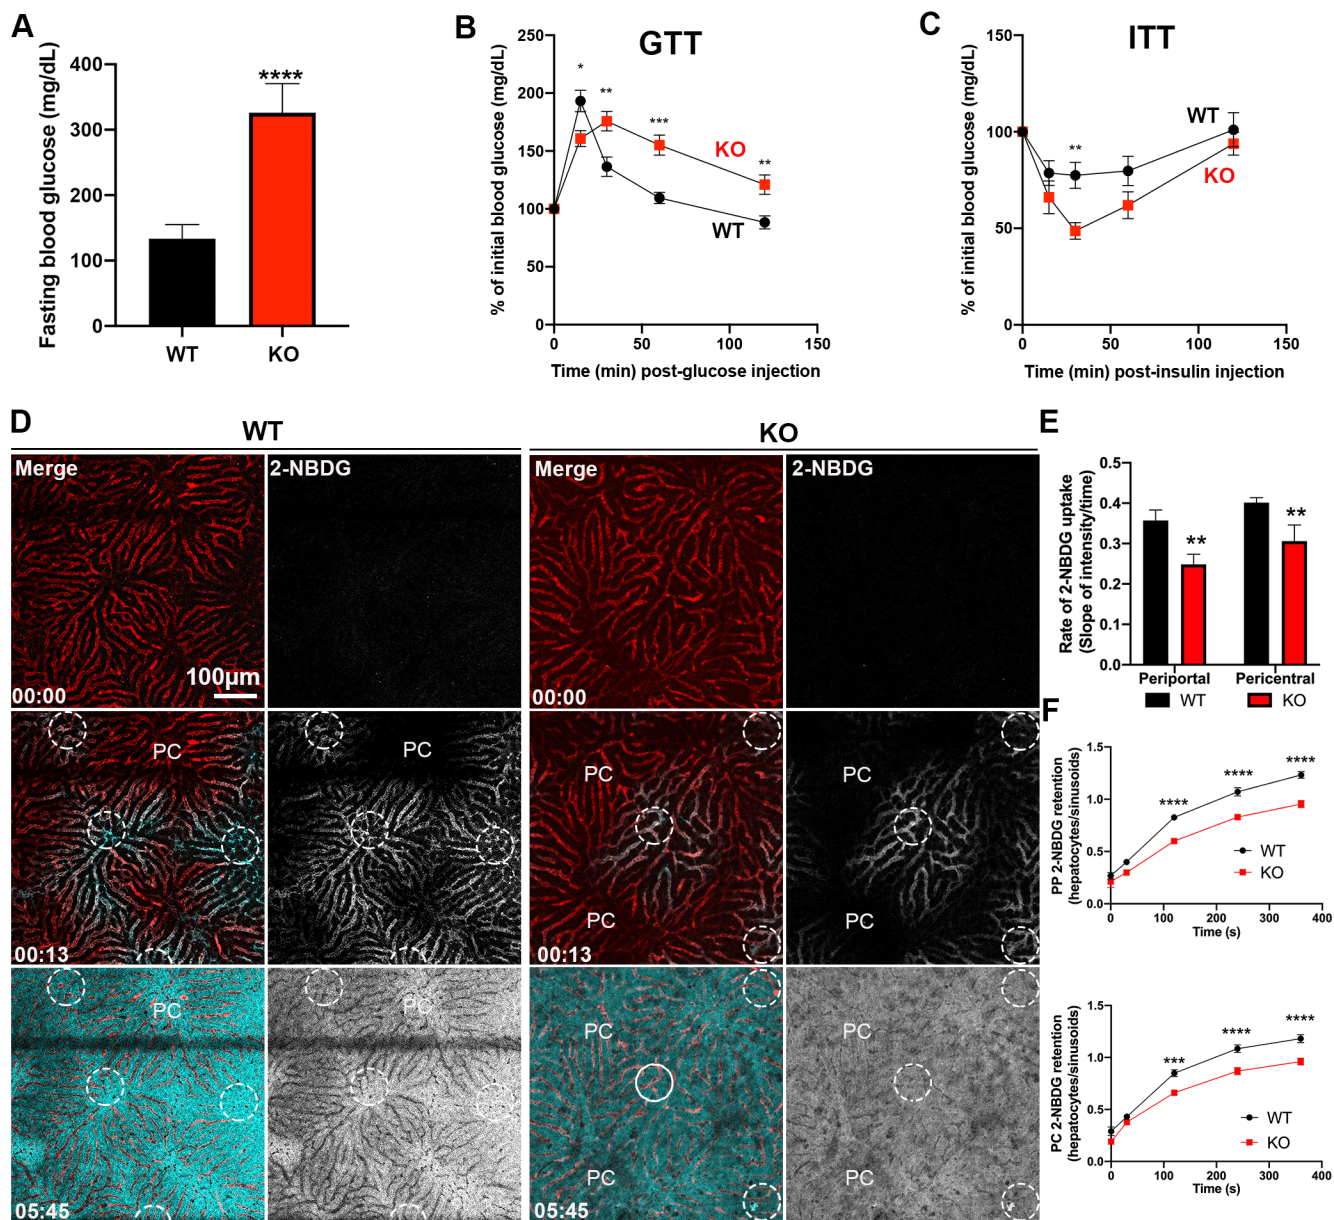 A
Fasting blood glucose (mg/dL)
400
300
200
100
0
****
WT
KO
B
GTT
% of initial blood glucose (mg/dL)
250
200
150
100
50
0
*
**
***
**
KO
WT
0
50
100
150
Time (min) post-glucose injection
C
ITT
% of initial blood glucose (mg/dL)
150
100
50
0
**
WT
KO
0
50
100
150
Time (min) post-insulin injection
D
WT
KO
Merge
2-NBDG
Merge
2-NBDG
100µm
00:00
00:00
PC
PC
PC
PC
PC
PC
00:13
00:13
PC
PC
PC
PC
PC
PC
05:45
05:45
E
Rate of 2-NBDG uptake
(Slope of intensity/time)
0.5
0.4
0.3
0.2
0.1
0.0
**
**
Periportal
Pericentral
WT
KO
F
PP 2-NBDG retention
(hepatocytes/sinusoids)
1.5
1.0
0.5
0.0
****
****
****
WT
KO
0
100
200
300
400
Time (s)
PC 2-NBDG retention
(hepatocytes/sinusoids)
1.5
1.0
0.5
0.0
***
****
****
WT
KO
0
100
200
300
400
Time (s)